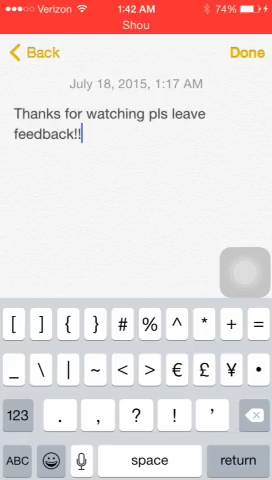 Verizon 1:42 AM 74%
Shou
Back Done
July 18, 2015, 1:17 AM
Thanks for watching pls leave
feedback!!
[ ] { } # % ^ * + =
_ \ | ~ < > € £ ¥ •
123 . , ? ! '
ABC space return